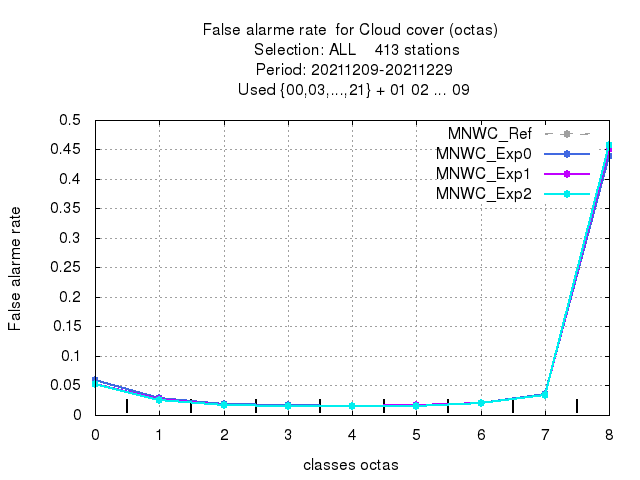 False alarme rate  for Cloud cover (octas)
Selection: ALL    413 stations
Period: 20211209-20211229
Used {00,03,...,21} + 01 02 ... 09
MNWC_Ref
MNWC_Exp0
MNWC_Exp1
MNWC_Exp2
0.5
0.45
0.4
0.35
0.3
0.25
0.2
0.15
0.1
0.05
0
False alarme rate
0 1 2 3 4 5 6 7 8
classes octas